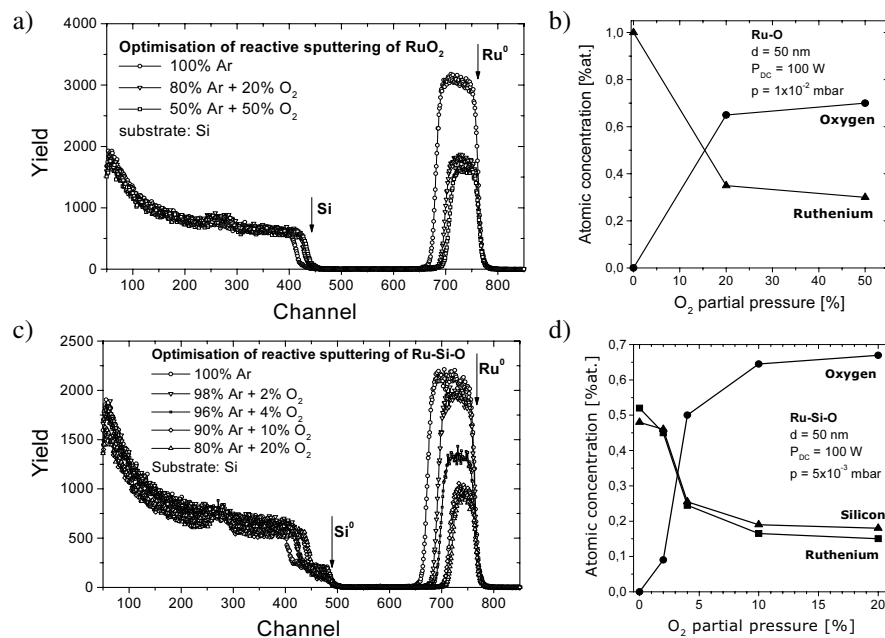 a)
Optimisation of reactive sputtering of RuO₂
100% Ar
80% Ar + 20% O₂
50% Ar + 50% O₂
substrate: Si
Ru⁰
Si
Yield
4000
3000
2000
1000
0
100 200 300 400 500 600 700 800
Channel
b)
Ru-O
d = 50 nm
P_DC = 100 W
p = 1x10⁻² mbar
Oxygen
Ruthenium
Atomic concentration [%at.]
1,0
0,8
0,6
0,4
0,2
0,0
0 10 20 30 40 50
O₂ partial pressure [%]
c)
Optimisation of reactive sputtering of Ru-Si-O
100% Ar
98% Ar + 2% O₂
96% Ar + 4% O₂
90% Ar + 10% O₂
80% Ar + 20% O₂
Substrate: Si
Ru⁰
Si⁰
Yield
2500
2250
2000
1750
1500
1250
1000
750
500
250
0
100 200 300 400 500 600 700 800
Channel
d)
Oxygen
Ru-Si-O
d = 50 nm
P_DC = 100 W
p = 5x10⁻³ mbar
Silicon
Ruthenium
Atomic concentration [%at.]
0,7
0,6
0,5
0,4
0,3
0,2
0,1
0,0
0 5 10 15 20
O₂ partial pressure [%]